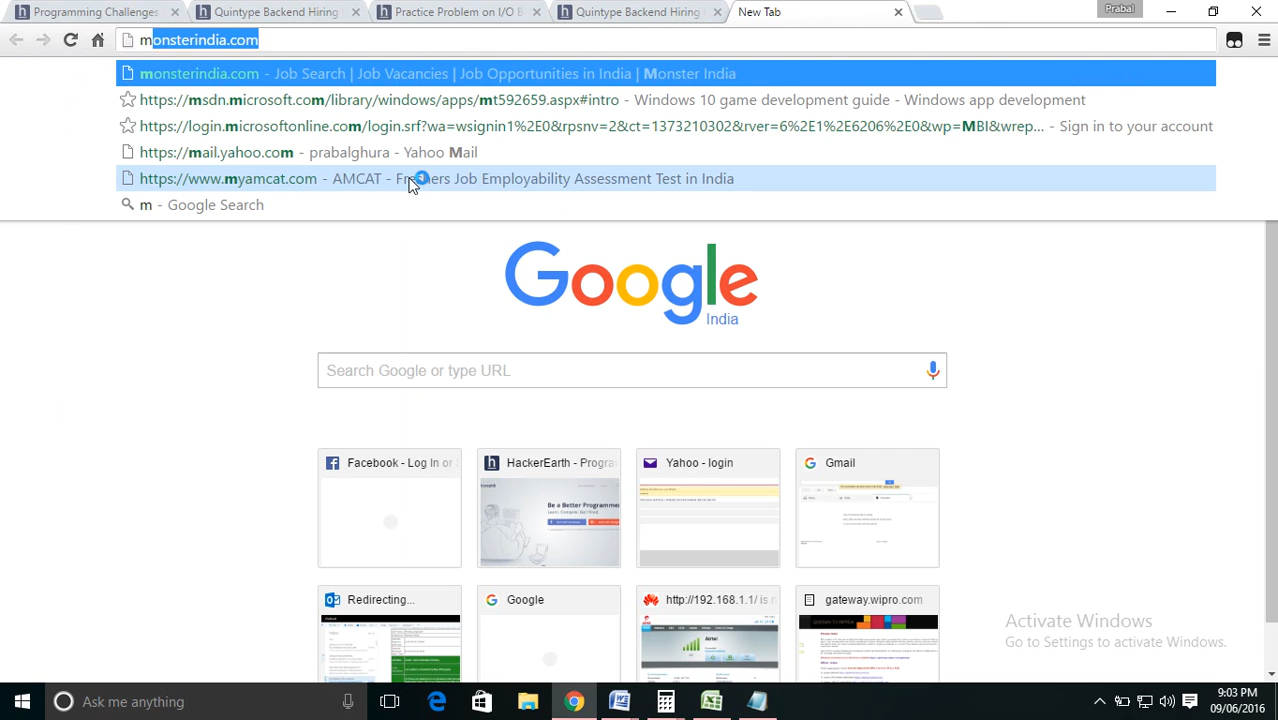 Programming Challenges
Quintype Backend Hiring
Practice Problem on I/O B
Quintype Backend Hiring
New Tab
Prabal
monsterindia.com
monsterindia.com - Job Search | Job Vacancies | Job Opportunities in India | Monster India
https://msdn.microsoft.com/library/windows/apps/mt592659.aspx#intro - Windows 10 game development guide - Windows app development
https://login.microsoftonline.com/login.srf?wa=wsignin1%2E0&rpsnv=2&ct=1373210302&rver=6%2E1%2E6206%2E0&wp=MBI&wrep... - Sign in to your account
https://mail.yahoo.com - prabalghura - Yahoo Mail
https://www.myamcat.com - AMCAT - Freshers Job Employability Assessment Test in India
m - Google Search
Google
India
Search Google or type URL
Facebook - Log In or
HackerEarth - Progra
Yahoo - login
Gmail
Be a Better Programmer
Redirecting...
Google
http://192.168.1.1/ is n
gateway.wipro.com
Activate Windows
Go to Settings to activate Windows.
Ask me anything
9:03 PM
09/06/2016